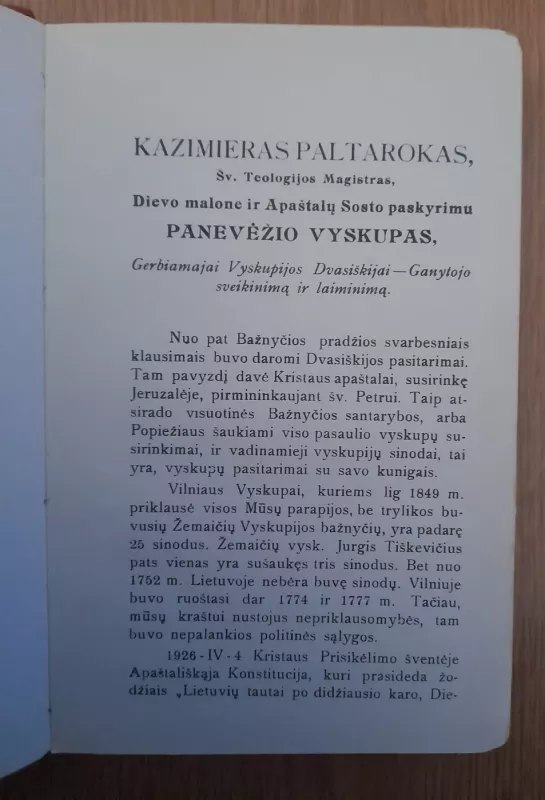 KAZIMIERAS PALTAROKAS,
Šv. Teologijos Magistras,
Dievo malone ir Apaštalų Sosto paskyrimu
PANEVĖŽIO VYSKUPAS,
Gerbiamajai Vyskupijos Dvasiškijai—Ganytojo
sveikinimą ir laiminimą.
Nuo pat Bažnyčios pradžios svarbesniais
klausimais buvo daromi Dvasiškijos pasitarimai.
Tam pavyzdį davė Kristaus apaštalai, susirinkę
Jeruzalėje, pirmininkaujant šv. Petrui. Taip at-
sirado visuotinės Bažnyčios santarybos, arba
Popiežiaus šaukiami viso pasaulio vyskupų su-
sirinkimai, ir vadinamieji vyskupijų sinodai, tai
yra, vyskupų pasitarimai su savo kunigais.
Vilniaus Vyskupai, kuriems lig 1849 m.
priklausė visos Mūsų parapijos, be trylikos bu-
vusių Žemaičių Vyskupijos bažnyčių, yra padarę
25 sinodus. Žemaičių vysk. Jurgis Tiškevičius
pats vienas yra sušaukęs tris sinodus. Bet nuo
1752 m. Lietuvoje nebėra buvę sinodų. Vilniuje
buvo ruoštasi dar 1774 ir 1777 m. Tačiau,
mūsų kraštui nustojus nepriklausomybės, tam
buvo nepalankios politinės sąlygos.
1926-IV-4 Kristaus Prisikėlimo šventėje
Apaštališkąja Konstitucija, kuri prasideda žo-
džiais „Lietuvių tautai po didžiausio karo, Die-